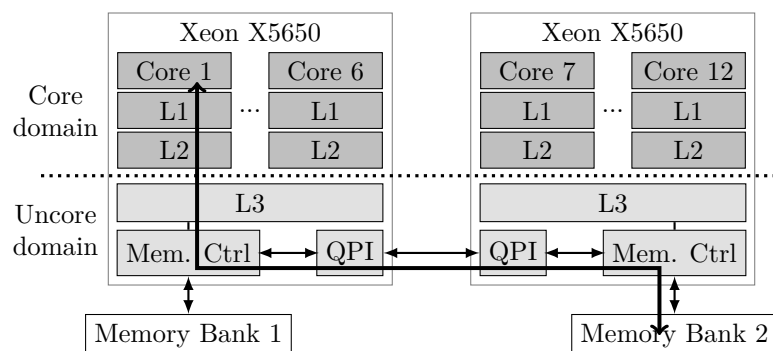 Xeon X5650 Xeon X5650
Core 1 Core 6 Core 7 Core 12
Core
domain
L1 ... L1 L1 ... L1
L2 L2 L2 L2
Uncore
domain
L3 L3
Mem. Ctrl QPI QPI Mem. Ctrl
Memory Bank 1 Memory Bank 2